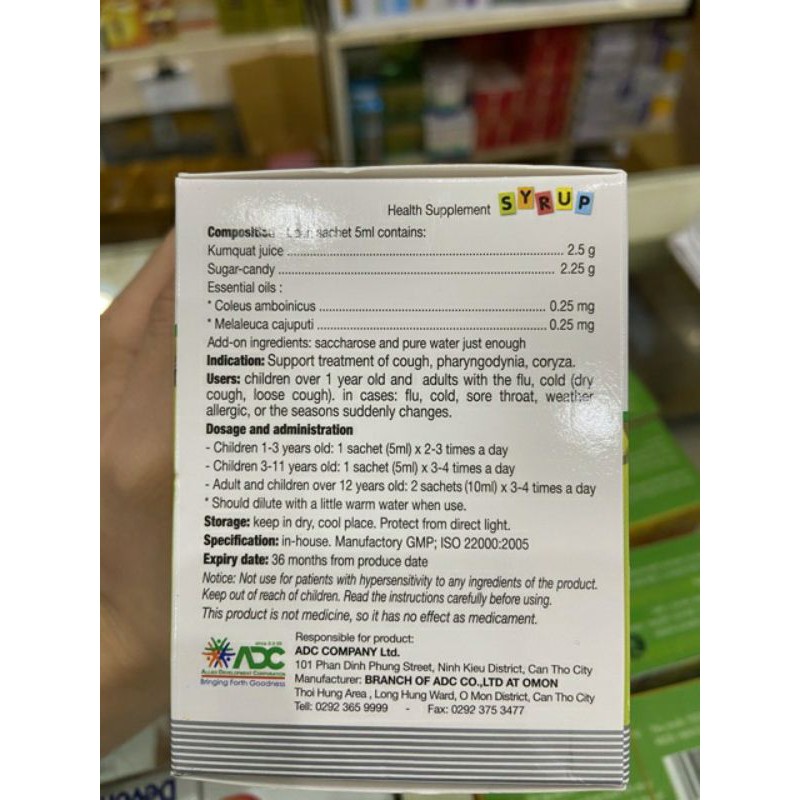 Health Supplement SYRUP
Composition sachet 5ml contains:
Kumquat juice ........ 2.5 g
Sugar-candy ........ 2.25 g
Essential oils :
* Coleus amboinicus ........ 0.25 mg
* Melaleuca cajuputi ........ 0.25 mg
Add-on ingredients: saccharose and pure water just enough
Indication: Support treatment of cough, pharyngodynia, coryza.
Users: children over 1 year old and adults with the flu, cold (dry
cough, loose cough). in cases: flu, cold, sore throat, weather
allergic, or the seasons suddenly changes.
Dosage and administration
- Children 1-3 years old: 1 sachet (5ml) x 2-3 times a day
- Children 3-11 years old: 1 sachet (5ml) x 3-4 times a day
- Adult and children over 12 years old: 2 sachets (10ml) x 3-4 times a day
* Should dilute with a little warm water when use.
Storage: keep in dry, cool place. Protect from direct light.
Specification: in-house. Manufactory GMP; ISO 22000:2005
Expiry date: 36 months from produce date
Notice: Not use for patients with hypersensitivity to any ingredients of the product.
Keep out of reach of children. Read the instructions carefully before using.
This product is not medicine, so it has no effect as medicament.
ADC
Allied Development Corporation
Bringing Forth Goodness
Responsible for product:
ADC COMPANY Ltd.
101 Phan Dinh Phung Street, Ninh Kieu District, Can Tho City
Manufacturer: BRANCH OF ADC CO.,LTD AT OMON
Thoi Hung Area , Long Hung Ward, O Mon District, Can Tho City
Tell: 0292 365 9999 - Fax: 0292 375 3477